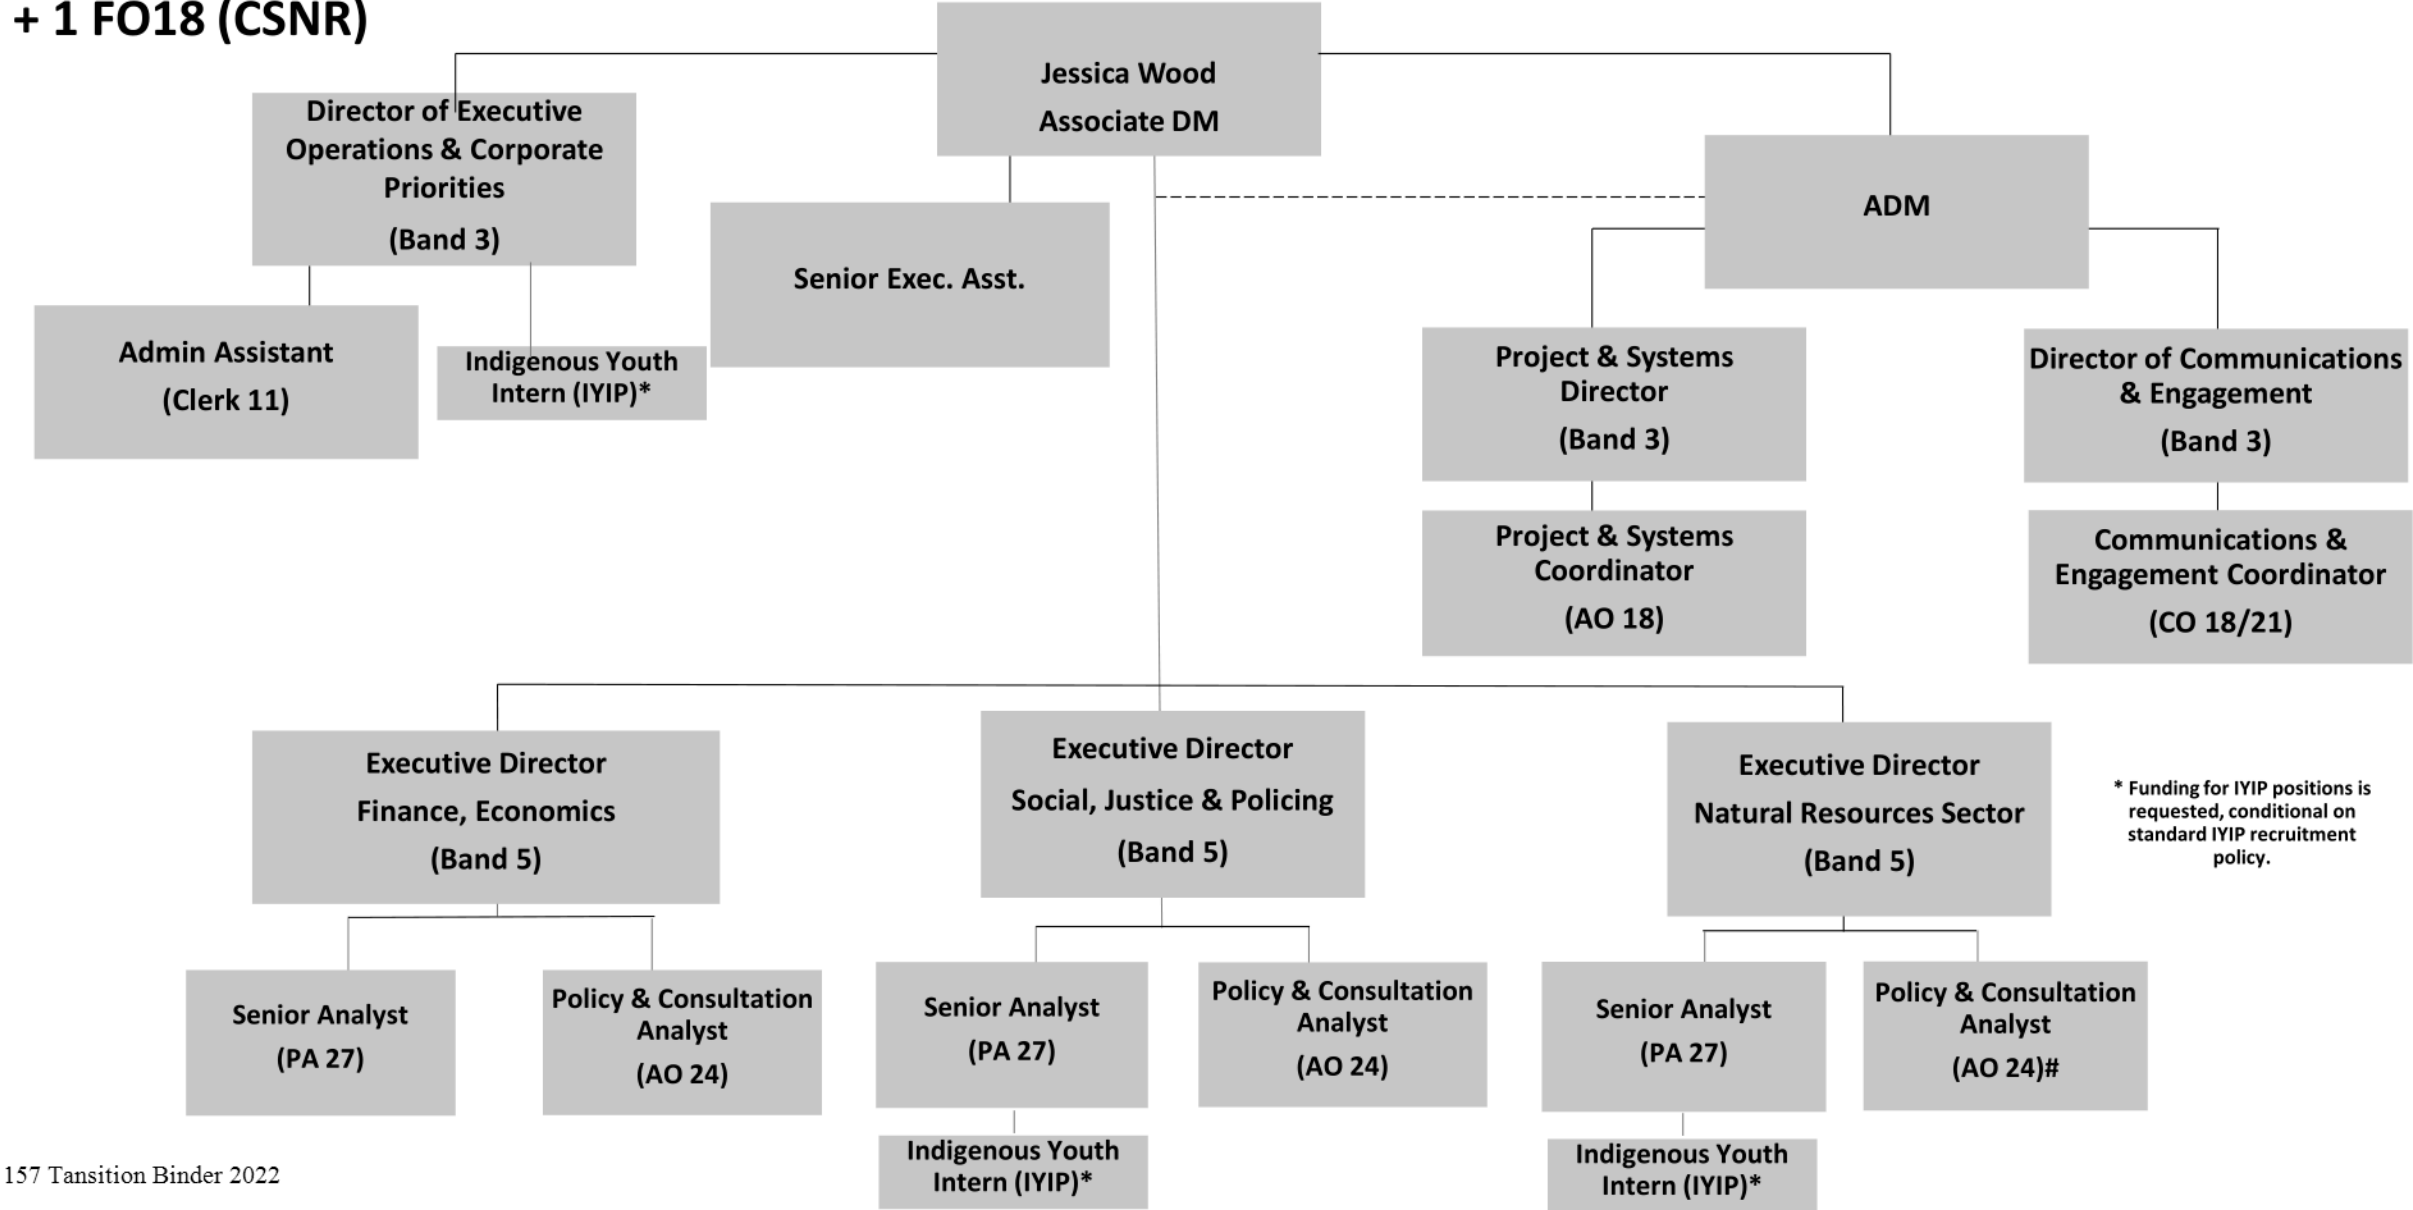 + 1 FO18 (CSNR)
Jessica Wood
Associate DM
Director of Executive
Operations & Corporate
Priorities
(Band 3)
ADM
Senior Exec. Asst.
Admin Assistant
(Clerk 11)
Indigenous Youth
Intern (IYIP)*
Project & Systems
Director
(Band 3)
Director of Communications
& Engagement
(Band 3)
Project & Systems
Coordinator
(AO 18)
Communications &
Engagement Coordinator
(CO 18/21)
Executive Director
Finance, Economics
(Band 5)
Executive Director
Social, Justice & Policing
(Band 5)
Executive Director
Natural Resources Sector
(Band 5)
* Funding for IYIP positions is
requested, conditional on
standard IYIP recruitment
policy.
Senior Analyst
(PA 27)
Policy & Consultation
Analyst
(AO 24)
Senior Analyst
(PA 27)
Policy & Consultation
Analyst
(AO 24)
Senior Analyst
(PA 27)
Policy & Consultation
Analyst
(AO 24)#
Indigenous Youth
Intern (IYIP)*
Indigenous Youth
Intern (IYIP)*
157 Tansition Binder 2022